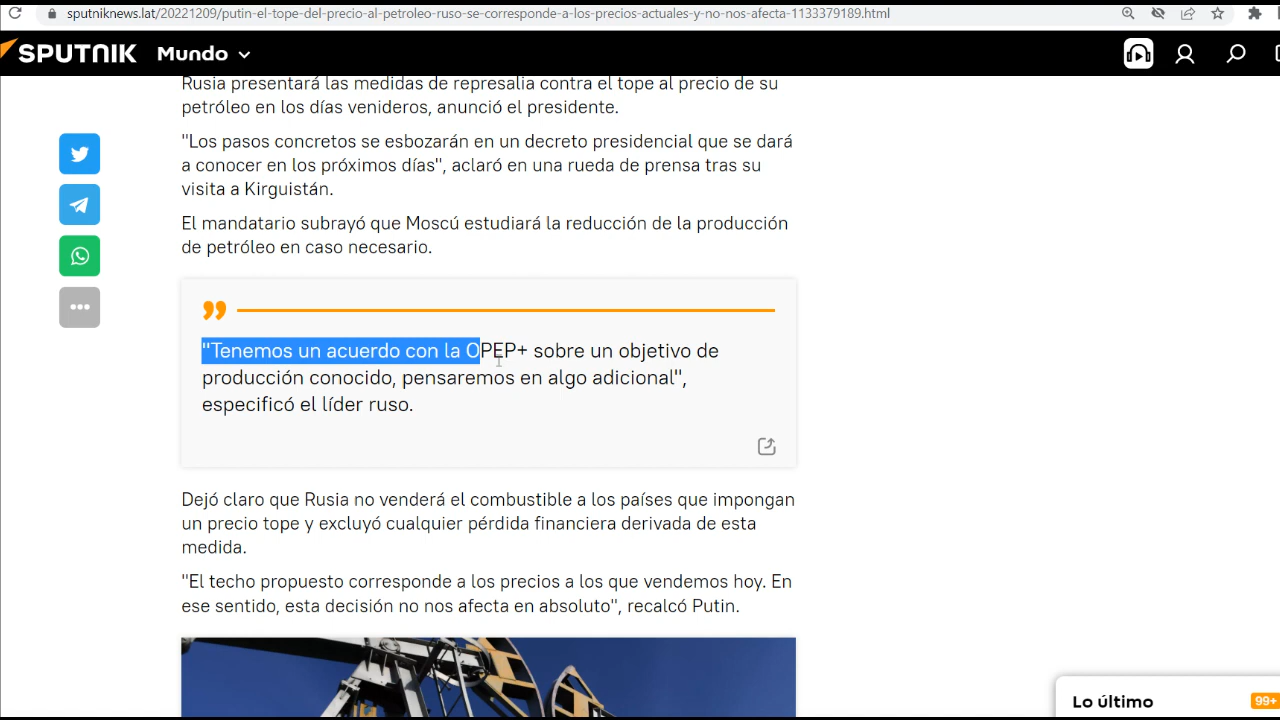 sputniknews.lat/20221209/putin-el-tope-del-precio-al-petroleo-ruso-se-corresponde-a-los-precios-actuales-y-no-nos-afecta-1133379189.html
SPUTNIK Mundo
Rusia presentará las medidas de represalia contra el tope al precio de su
petróleo en los días venideros, anunció el presidente.
"Los pasos concretos se esbozarán en un decreto presidencial que se dará
a conocer en los próximos días", aclaró en una rueda de prensa tras su
visita a Kirguistán.
El mandatario subrayó que Moscú estudiará la reducción de la producción
de petróleo en caso necesario.
"Tenemos un acuerdo con la OPEP+ sobre un objetivo de
producción conocido, pensaremos en algo adicional",
especificó el líder ruso.
Dejó claro que Rusia no venderá el combustible a los países que impongan
un precio tope y excluyó cualquier pérdida financiera derivada de esta
medida.
"El techo propuesto corresponde a los precios a los que vendemos hoy. En
ese sentido, esta decisión no nos afecta en absoluto", recalcó Putin.
Lo último 99+